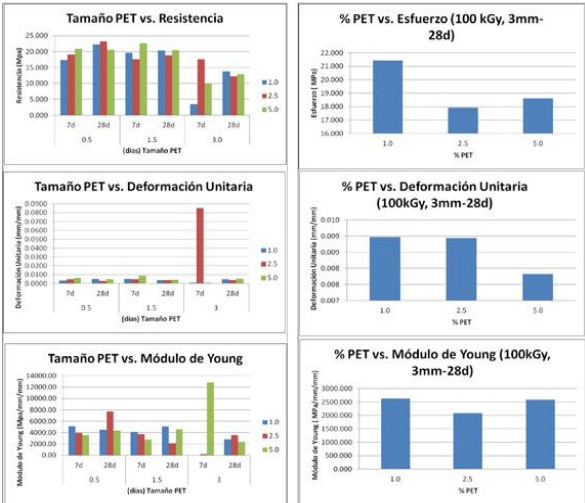 Tamaño PET vs. Resistencia
Resistencia (Mpa)
25.000
20.000
15.000
10.000
5.000
0.000
7d 28d 7d 28d 7d 28d
0.5 1.5 3.0
(días) Tamaño PET
1.0
2.5
5.0
% PET vs. Esfuerzo (100 kGy, 3mm-
28d)
Esfuerzo ( MPa)
22.000
21.000
20.000
19.000
18.000
17.000
16.000
1.0 2.5 5.0
% PET
Tamaño PET vs. Deformación Unitaria
Deformación Unitaria (mm/mm)
0.0900
0.0800
0.0700
0.0600
0.0500
0.0400
0.0300
0.0200
0.0100
0.0000
7d 28d 7d 28d 7d 28d
0.5 1.5 3
(días) Tamaño PET
1.0
2.5
5.0
% PET vs. Deformación Unitaria
(100kGy, 3mm-28d)
Deformación Unitaria (mm/mm)
0.010
0.009
0.009
0.008
0.008
0.007
1.0 2.5 5.0
% PET
Tamaño PET vs. Módulo de Young
Módulo de Young (Mpa/mm/mm)
14000.00
12000.00
10000.00
8000.00
6000.00
4000.00
2000.00
0.00
7d 28d 7d 28d 7d 28d
0.5 1.5 3
(días) Tamaño PET
1.0
2.5
5.0
% PET vs. Módulo de Young (100kGy,
3mm-28d)
Módulo de Young ( MPa/mm/mm)
3000.000
2500.000
2000.000
1500.000
1000.000
500.000
0.000
1.0 2.5 5.0
% PET